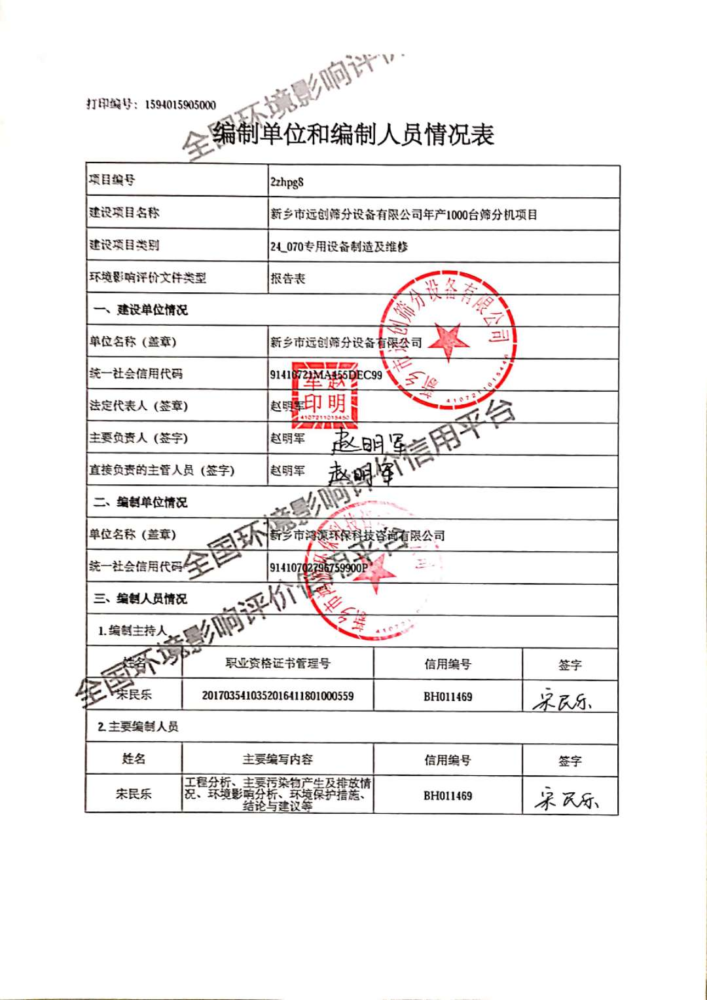 打印编号：1594015905000
编制单位和编制人员情况表
项目编号 2zhpg8
建设项目名称 新乡市远创筛分设备有限公司年产1000台筛分机项目
建设项目类别 24_070专用设备制造及维修
环境影响评价文件类型 报告表
一、建设单位情况
单位名称（盖章） 新乡市远创筛分设备有限公司
统一社会信用代码 91410721MA455DEC99
法定代表人（签章） 赵明军
主要负责人（签字） 赵明军 赵明军
直接负责的主管人员（签字） 赵明军 赵明军
二、编制单位情况
单位名称（盖章） 新乡市鸿源环保科技咨询有限公司
统一社会信用代码 91410702796759900P
三、编制人员情况
1.编制主持人
姓名 职业资格证书管理号 信用编号 签字
宋民乐 2017035410352016411801000559 BH011469 宋民乐
2.主要编制人员
姓名 主要编写内容 信用编号 签字
宋民乐 工程分析、主要污染物产生及排放情况、环境影响分析、环境保护措施、结论与建议等 BH011469 宋民乐
新乡市远创筛分设备有限公司
4107211015446
赵明军印
4107211015450
全国环境影响评价
全国环境影响评价信用平台
全国环境影响评价信用平台